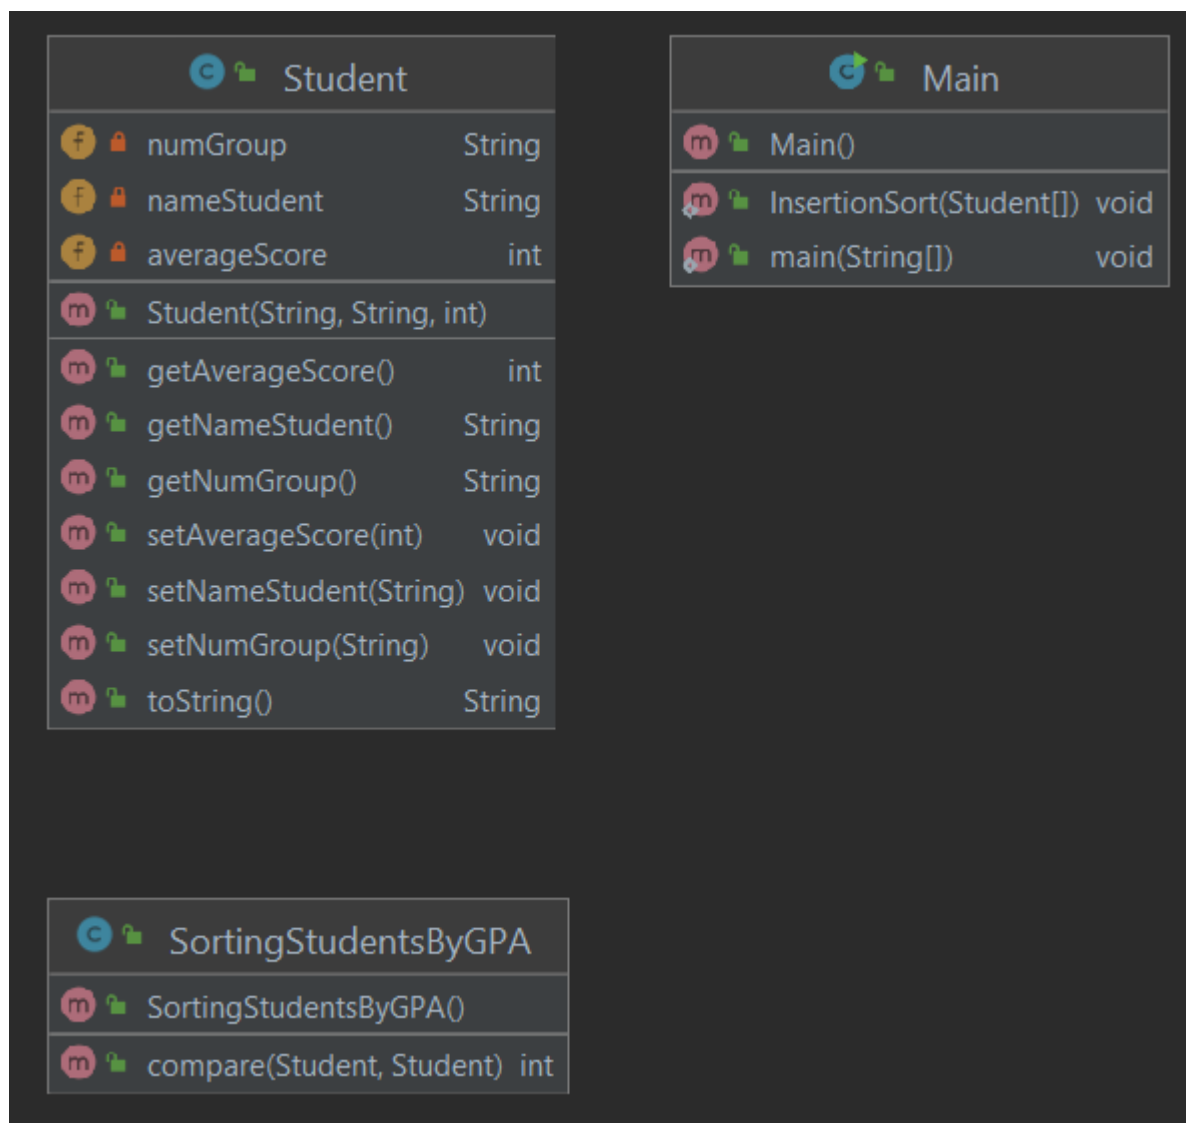 Student
numGroup String
nameStudent String
averageScore int
Student(String, String, int)
getAverageScore() int
getNameStudent() String
getNumGroup() String
setAverageScore(int) void
setNameStudent(String) void
setNumGroup(String) void
toString() String
Main
Main()
InsertionSort(Student[]) void
main(String[]) void
SortingStudentsByGPA
SortingStudentsByGPA()
compare(Student, Student) int